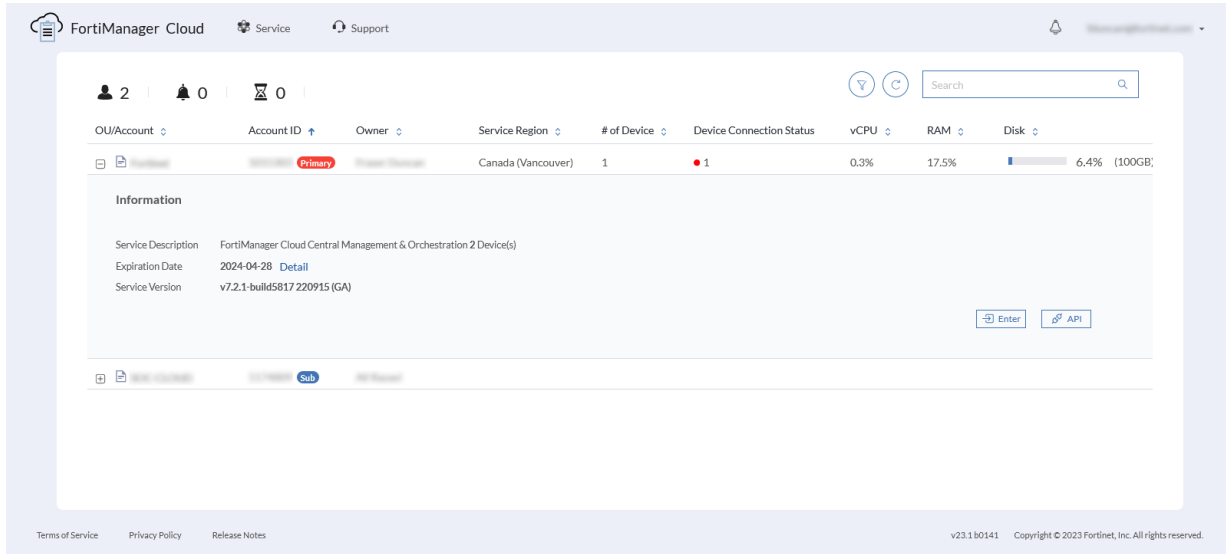 FortiManager Cloud Service Support
2 0 0 Search
OU/Account Account ID Owner Service Region # of Device Device Connection Status vCPU RAM Disk
Primary Canada (Vancouver) 1 1 0.3% 17.5% 6.4% (100GB)
Information
Service Description FortiManager Cloud Central Management & Orchestration 2 Device(s)
Expiration Date 2024-04-28 Detail
Service Version v7.2.1-build5817 220915 (GA)
Enter API
Sub
Terms of Service Privacy Policy Release Notes v23.1 b0141 Copyright © 2023 Fortinet, Inc. All rights reserved.